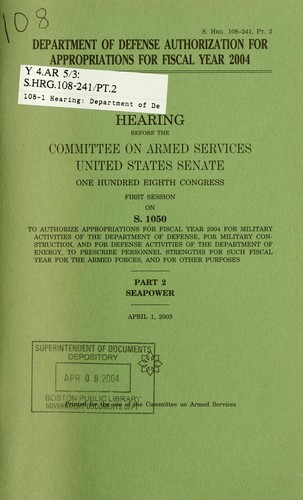 108
S. HRG. 108–241, PT. 2
DEPARTMENT OF DEFENSE AUTHORIZATION FOR
APPROPRIATIONS FOR FISCAL YEAR 2004
Y 4.AR 5/3:
S.HRG.108-241/PT.2
108-1 Hearing: Department of De
HEARING
BEFORE THE
COMMITTEE ON ARMED SERVICES
UNITED STATES SENATE
ONE HUNDRED EIGHTH CONGRESS
FIRST SESSION
ON
S. 1050
TO AUTHORIZE APPROPRIATIONS FOR FISCAL YEAR 2004 FOR MILITARY
ACTIVITIES OF THE DEPARTMENT OF DEFENSE, FOR MILITARY CON-
STRUCTION, AND FOR DEFENSE ACTIVITIES OF THE DEPARTMENT OF
ENERGY, TO PRESCRIBE PERSONNEL STRENGTHS FOR SUCH FISCAL
YEAR FOR THE ARMED FORCES, AND FOR OTHER PURPOSES
PART 2
SEAPOWER
APRIL 1, 2003
SUPERINTENDENT OF DOCUMENTS
DEPOSITORY
APR 08 2004
BOSTON PUBLIC LIBRARY
GOVERNMENT DOCUMENTS DEPT
Printed for the use of the Committee on Armed Services